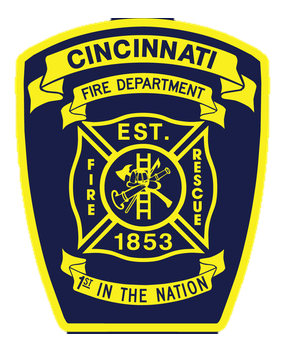 CINCINNATI
FIRE DEPARTMENT
EST.
FIRE
RESCUE
1853
1ST IN THE NATION